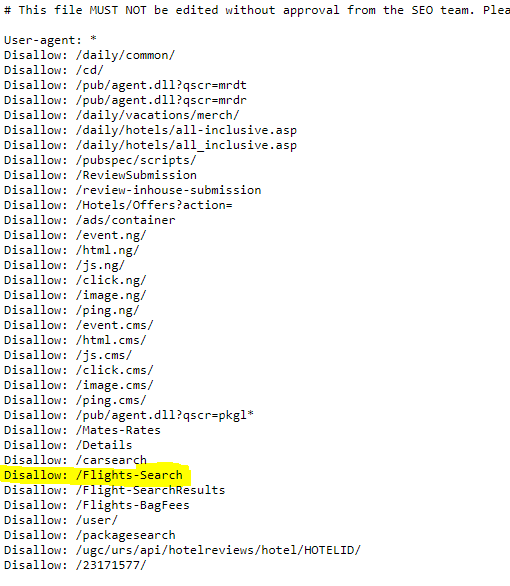 # This file MUST NOT be edited without approval from the SEO team. Plea
User-agent: *
Disallow: /daily/common/
Disallow: /cd/
Disallow: /pub/agent.dll?qscr=mrdt
Disallow: /pub/agent.dll?qscr=mrdr
Disallow: /daily/vacations/merch/
Disallow: /daily/hotels/all-inclusive.asp
Disallow: /daily/hotels/all_inclusive.asp
Disallow: /pubspec/scripts/
Disallow: /ReviewSubmission
Disallow: /review-inhouse-submission
Disallow: /Hotels/Offers?action=
Disallow: /ads/container
Disallow: /event.ng/
Disallow: /html.ng/
Disallow: /js.ng/
Disallow: /click.ng/
Disallow: /image.ng/
Disallow: /ping.ng/
Disallow: /event.cms/
Disallow: /html.cms/
Disallow: /js.cms/
Disallow: /click.cms/
Disallow: /image.cms/
Disallow: /ping.cms/
Disallow: /pub/agent.dll?qscr=pkgl*
Disallow: /Mates-Rates
Disallow: /Details
Disallow: /carsearch
Disallow: /Flights-Search
Disallow: /Flight-SearchResults
Disallow: /Flights-BagFees
Disallow: /user/
Disallow: /packagesearch
Disallow: /ugc/urs/api/hotelreviews/hotel/HOTELID/
Disallow: /23171577/